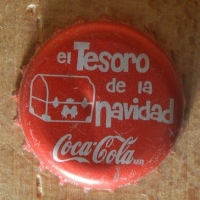 el Tesoro
de la
Navidad
Coca-Cola